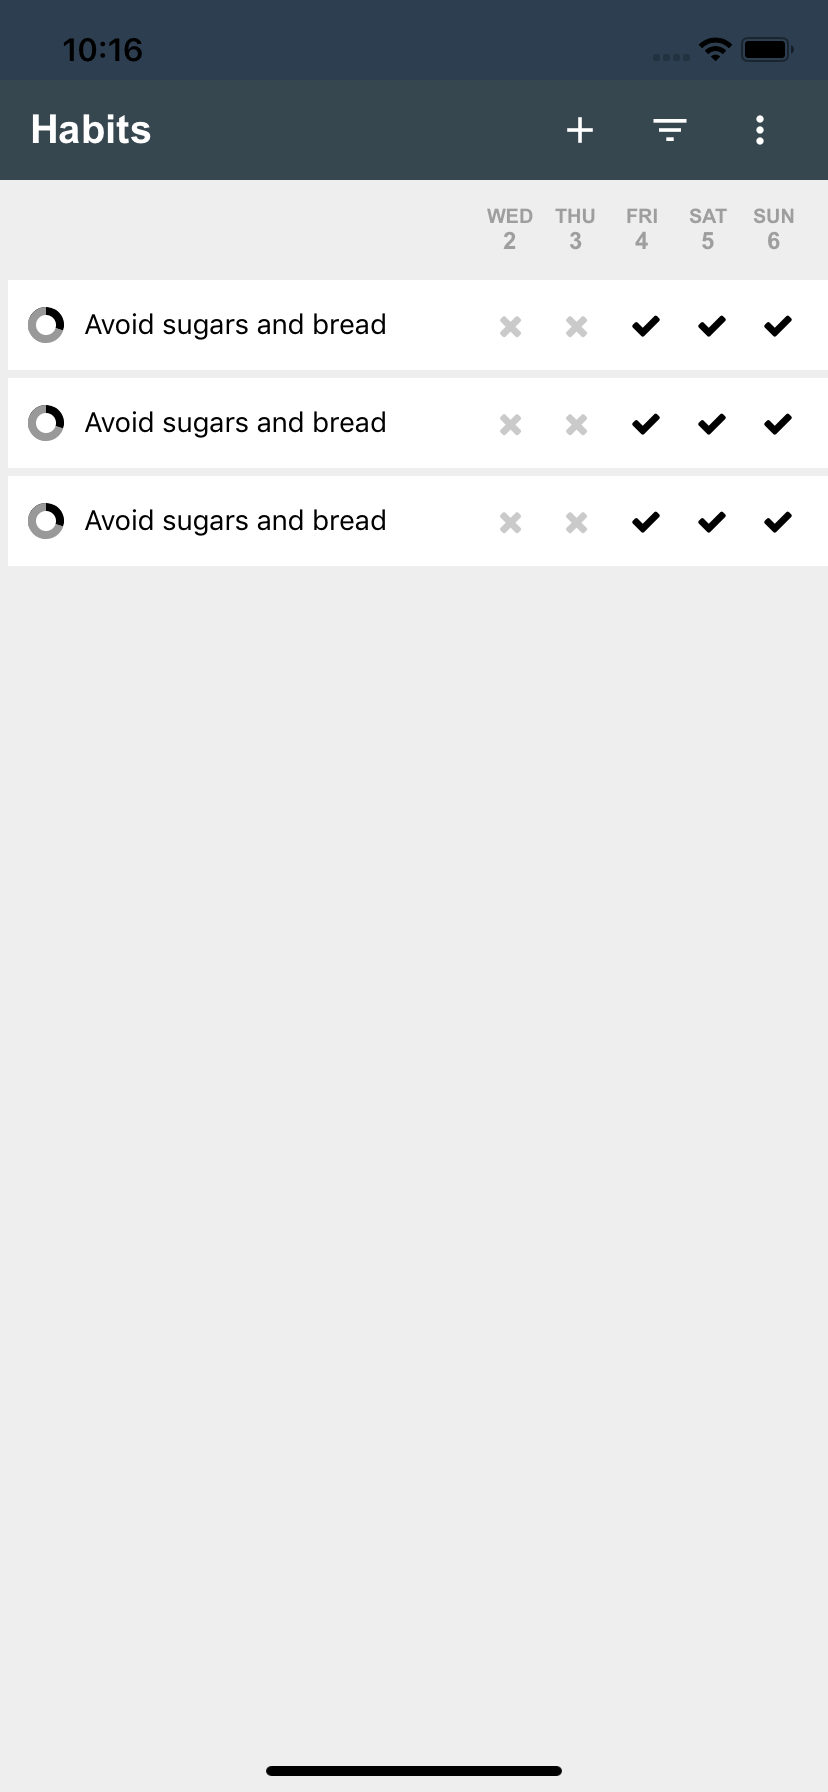 10:16
Habits
WED THU FRI SAT SUN
2 3 4 5 6
Avoid sugars and bread
Avoid sugars and bread
Avoid sugars and bread